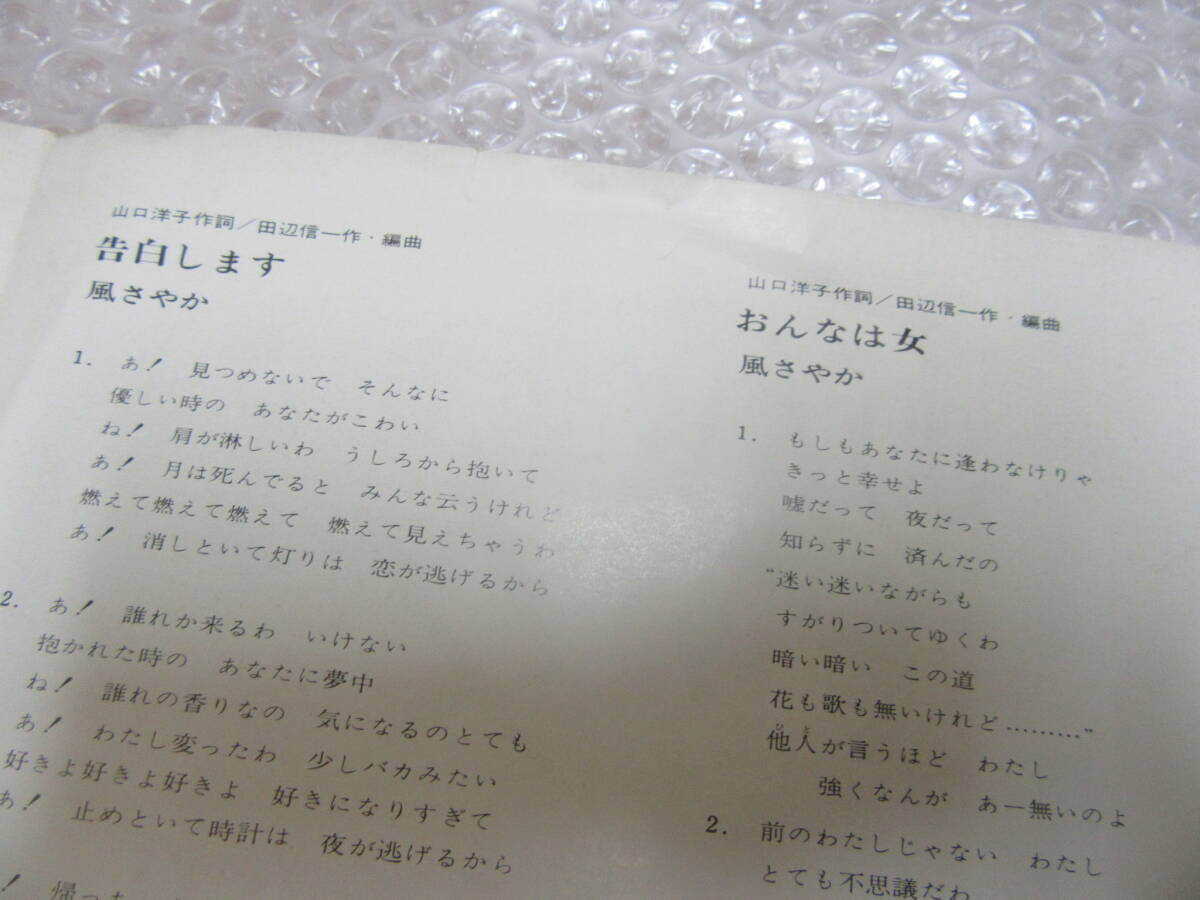 山口洋子作詞／田辺信一作・編曲
告白します
風さやか
1. ぁ！ 見つめないで そんなに
優しい時の あなたがこわい
ね！ 肩が淋しいわ うしろから抱いて
ぁ！ 月は死んでると みんな云うけれど
燃えて燃えて燃えて 燃えて見えちゃうわ
ぁ！ 消しといて灯りは 恋が逃げるから
2. ぁ！ 誰れか来るわ いけない
抱かれた時の あなたに夢中
ね！ 誰れの香りなの 気になるのとても
ぁ！ わたし変ったわ 少しバカみたい
好きよ好きよ好きよ 好きになりすぎて
ぁ！ 止めといて時計は 夜が逃げるから
！ 帰っち
山口洋子作詞／田辺信一作・編曲
おんなは女
風さやか
1. もしもあなたに逢わなけりゃ
きっと幸せよ
嘘だって 夜だって
知らずに 済んだの
“迷い迷いながらも
すがりついてゆくわ
暗い暗い この道
花も歌も無いけれど………”
他人が言うほど わたし
強くなんが あー無いのよ
2. 前のわたしじゃない わたし
とても不思議だわ